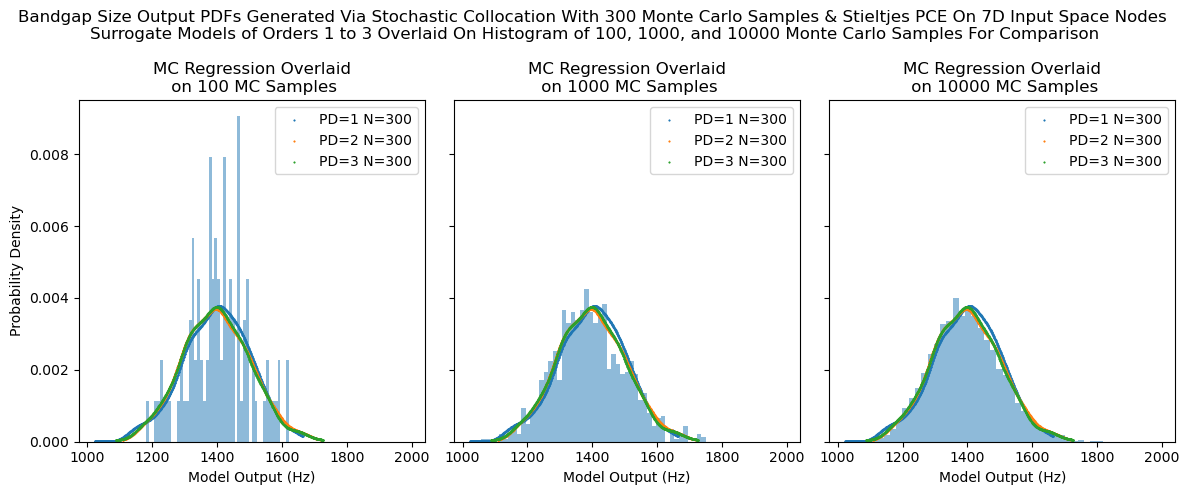 Bandgap Size Output PDFs Generated Via Stochastic Collocation With 300 Monte Carlo Samples & Stieltjes PCE On 7D Input Space Nodes
Surrogate Models of Orders 1 to 3 Overlaid On Histogram of 100, 1000, and 10000 Monte Carlo Samples For Comparison
MC Regression Overlaid
on 100 MC Samples
PD=1 N=300
PD=2 N=300
PD=3 N=300
0.008
0.006
0.004
0.002
0.000
Probability Density
1000 1200 1400 1600 1800 2000
Model Output (Hz)
MC Regression Overlaid
on 1000 MC Samples
PD=1 N=300
PD=2 N=300
PD=3 N=300
1000 1200 1400 1600 1800 2000
Model Output (Hz)
MC Regression Overlaid
on 10000 MC Samples
PD=1 N=300
PD=2 N=300
PD=3 N=300
1000 1200 1400 1600 1800 2000
Model Output (Hz)